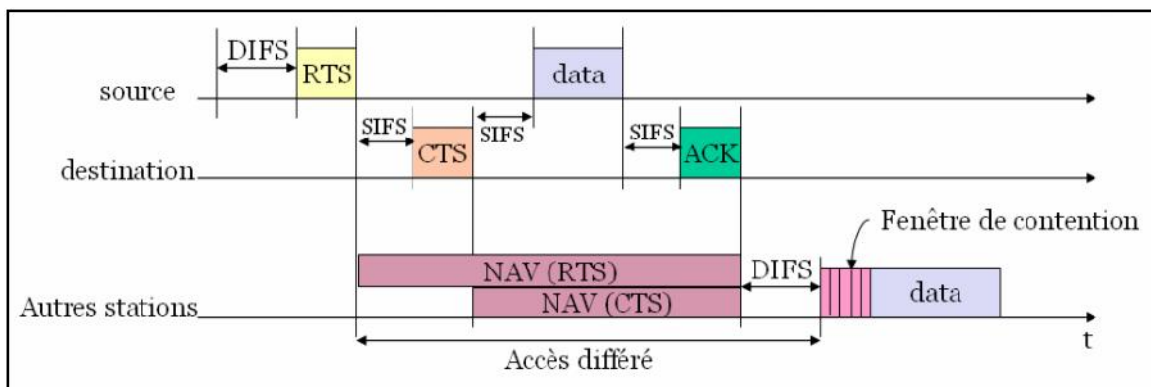 DIFS
RTS
data
source
SIFS
SIFS
CTS
SIFS
ACK
destination
Fenêtre de contention
NAV (RTS)
DIFS
NAV (CTS)
data
Autres stations
t
Accès différé